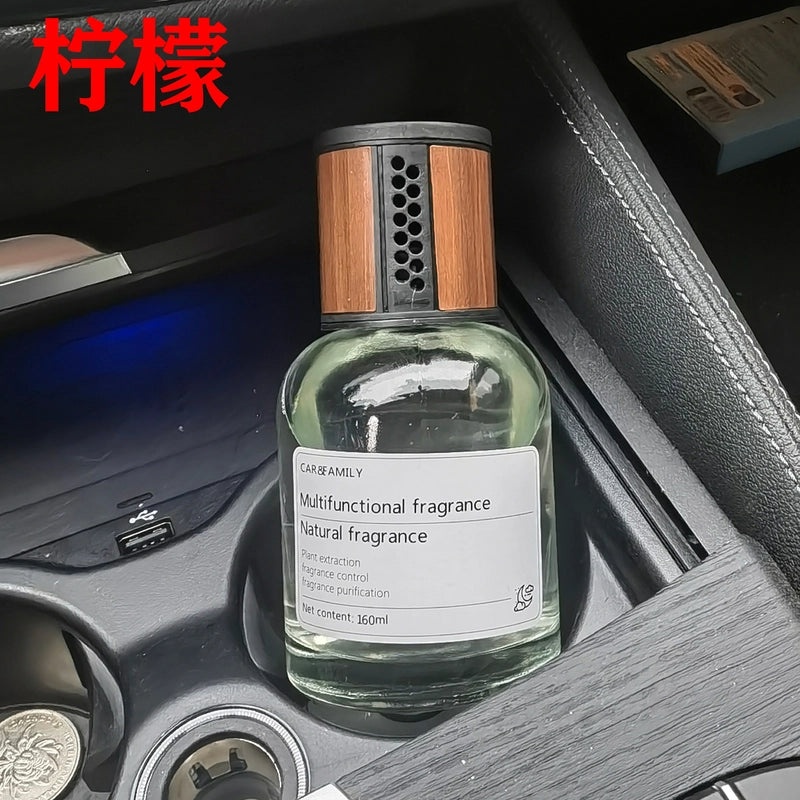 柠檬
CAR&FAMILY
Multifunctional fragrance
Natural fragrance
Plant extraction
fragrance control
fragrance purification
Net content: 160ml